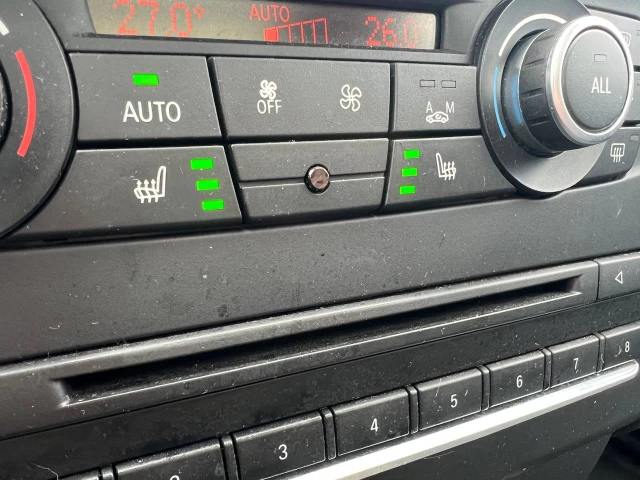 27.0° AUTO 26.0
AUTO OFF A M ALL
3 4 5 6 7 8